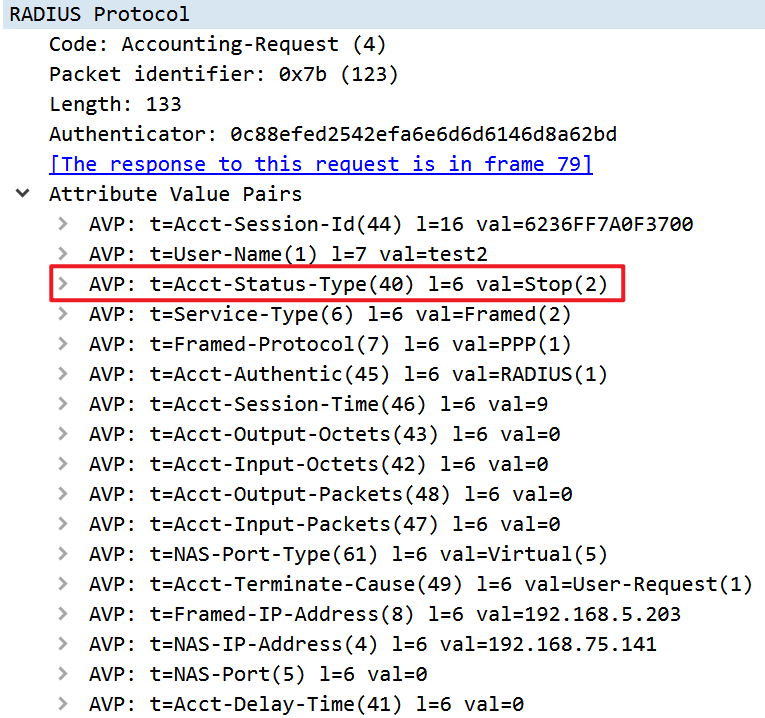 RADIUS Protocol
Code: Accounting-Request (4)
Packet identifier: 0x7b (123)
Length: 133
Authenticator: 0c88efed2542efa6e6d6d6146d8a62bd
[The response to this request is in frame 79]
Attribute Value Pairs
AVP: t=Acct-Session-Id(44) l=16 val=6236FF7A0F3700
AVP: t=User-Name(1) l=7 val=test2
AVP: t=Acct-Status-Type(40) l=6 val=Stop(2)
AVP: t=Service-Type(6) l=6 val=Framed(2)
AVP: t=Framed-Protocol(7) l=6 val=PPP(1)
AVP: t=Acct-Authentic(45) l=6 val=RADIUS(1)
AVP: t=Acct-Session-Time(46) l=6 val=9
AVP: t=Acct-Output-Octets(43) l=6 val=0
AVP: t=Acct-Input-Octets(42) l=6 val=0
AVP: t=Acct-Output-Packets(48) l=6 val=0
AVP: t=Acct-Input-Packets(47) l=6 val=0
AVP: t=NAS-Port-Type(61) l=6 val=Virtual(5)
AVP: t=Acct-Terminate-Cause(49) l=6 val=User-Request(1)
AVP: t=Framed-IP-Address(8) l=6 val=192.168.5.203
AVP: t=NAS-IP-Address(4) l=6 val=192.168.75.141
AVP: t=NAS-Port(5) l=6 val=0
AVP: t=Acct-Delay-Time(41) l=6 val=0